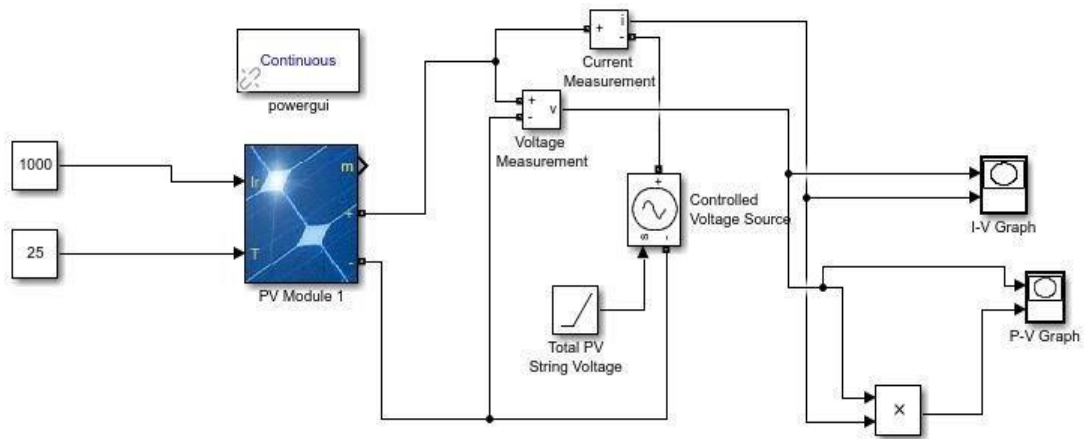 Continuous
powergui
1000
25
Ir
T
m
+
-
PV Module 1
+
i
-
Current
Measurement
+
-
v
Voltage
Measurement
+
s
-
Controlled
Voltage Source
Total PV
String Voltage
I-V Graph
P-V Graph
×